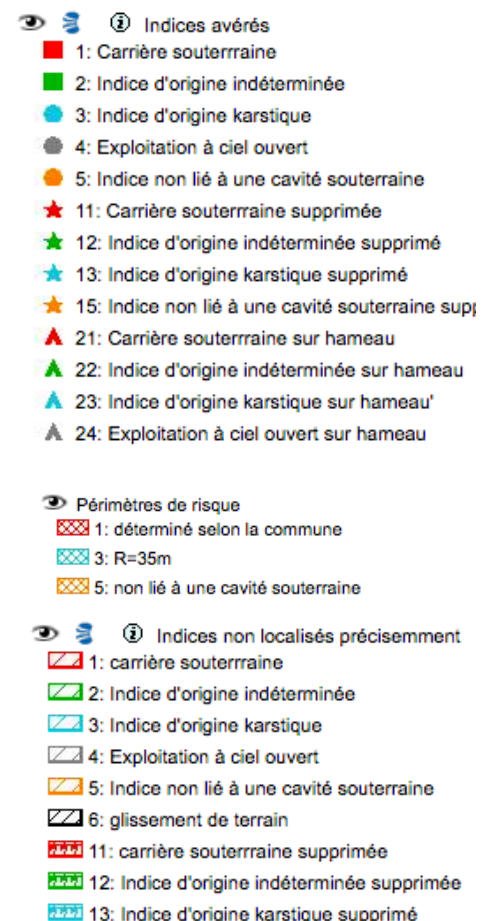 Indices avérés
1: Carrière souterrraine
2: Indice d'origine indéterminée
3: Indice d'origine karstique
4: Exploitation à ciel ouvert
5: Indice non lié à une cavité souterraine
11: Carrière souterrraine supprimée
12: Indice d'origine indéterminée supprimé
13: Indice d'origine karstique supprimé
15: Indice non lié à une cavité souterraine supp
21: Carrière souterrraine sur hameau
22: Indice d'origine indéterminée sur hameau
23: Indice d'origine karstique sur hameau'
24: Exploitation à ciel ouvert sur hameau
Périmètres de risque
1: déterminé selon la commune
3: R=35m
5: non lié à une cavité souterraine
Indices non localisés précisemment
1: carrière souterrraine
2: Indice d'origine indéterminée
3: Indice d'origine karstique
4: Exploitation à ciel ouvert
5: Indice non lié à une cavité souterraine
6: glissement de terrain
11: carrière souterrraine supprimée
12: Indice d'origine indéterminée supprimée
13: Indice d'origine karstique supprimé